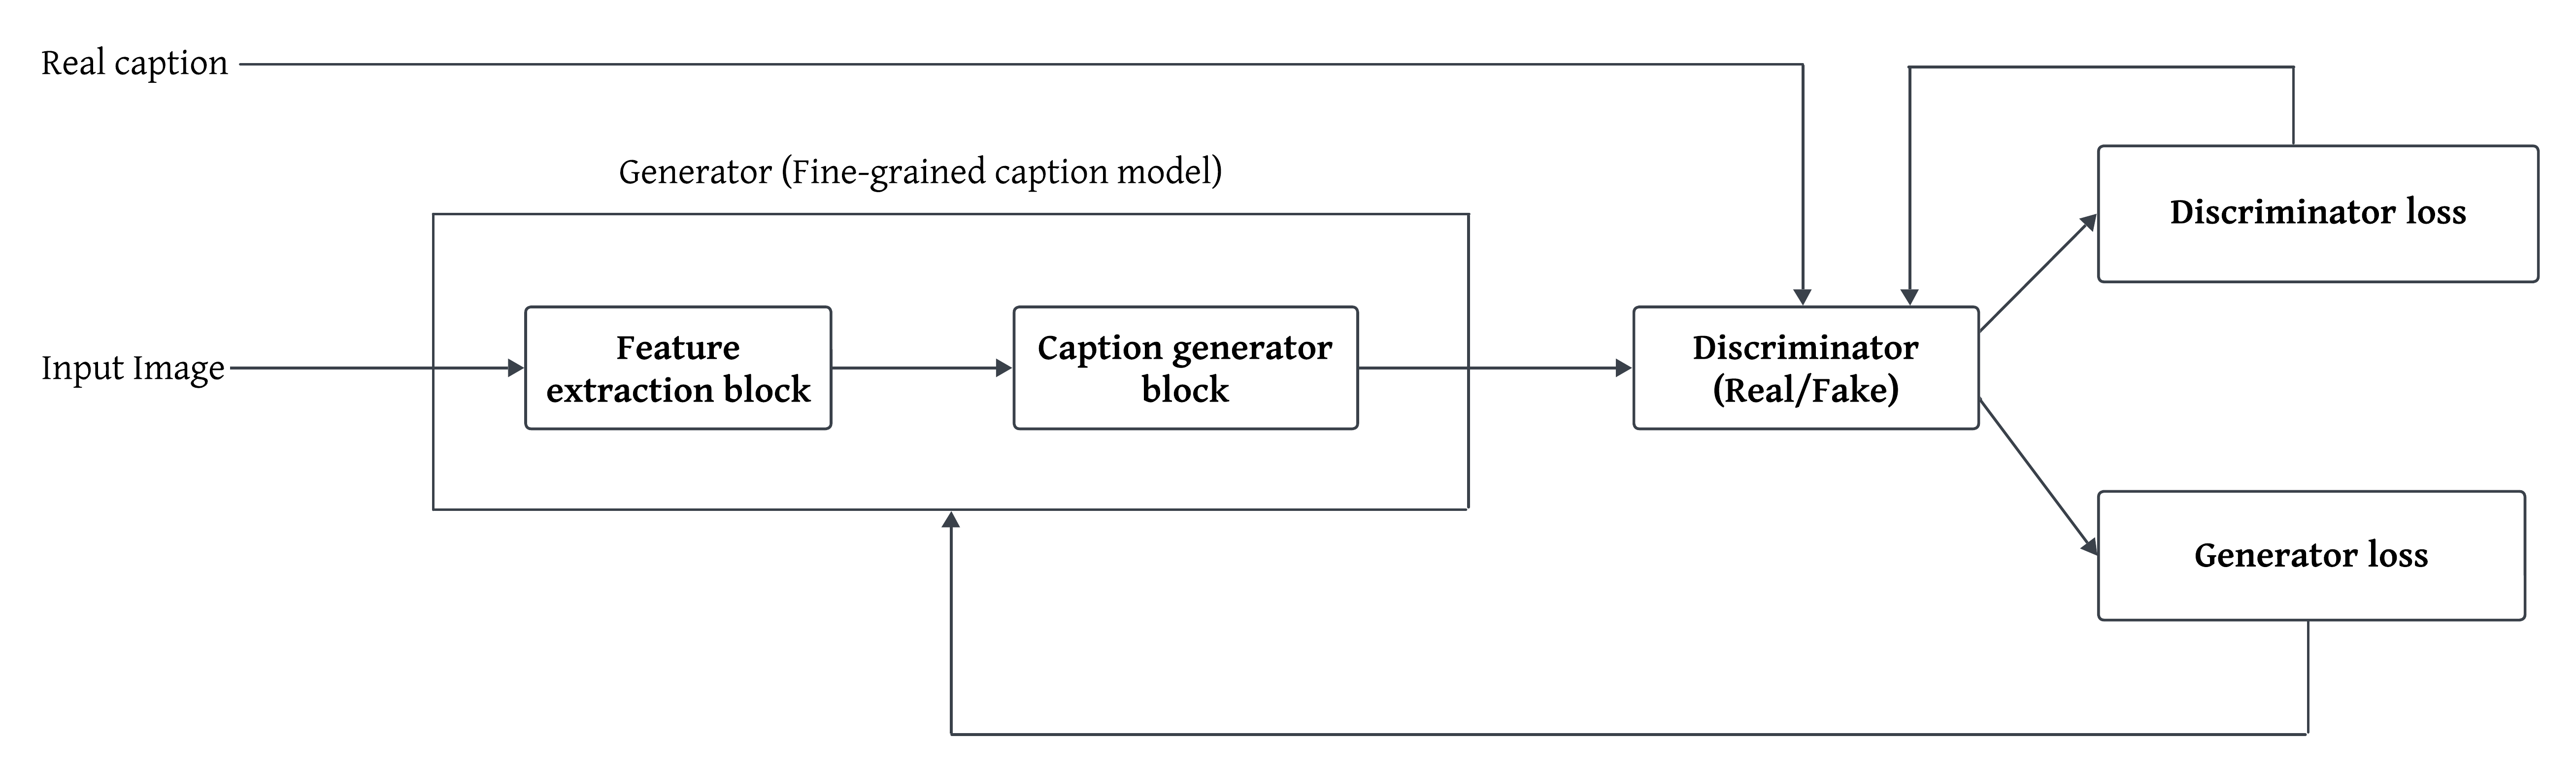 Real caption
Generator (Fine-grained caption model)
Discriminator loss
Input Image
Feature
extraction block
Caption generator
block
Discriminator
(Real/Fake)
Generator loss